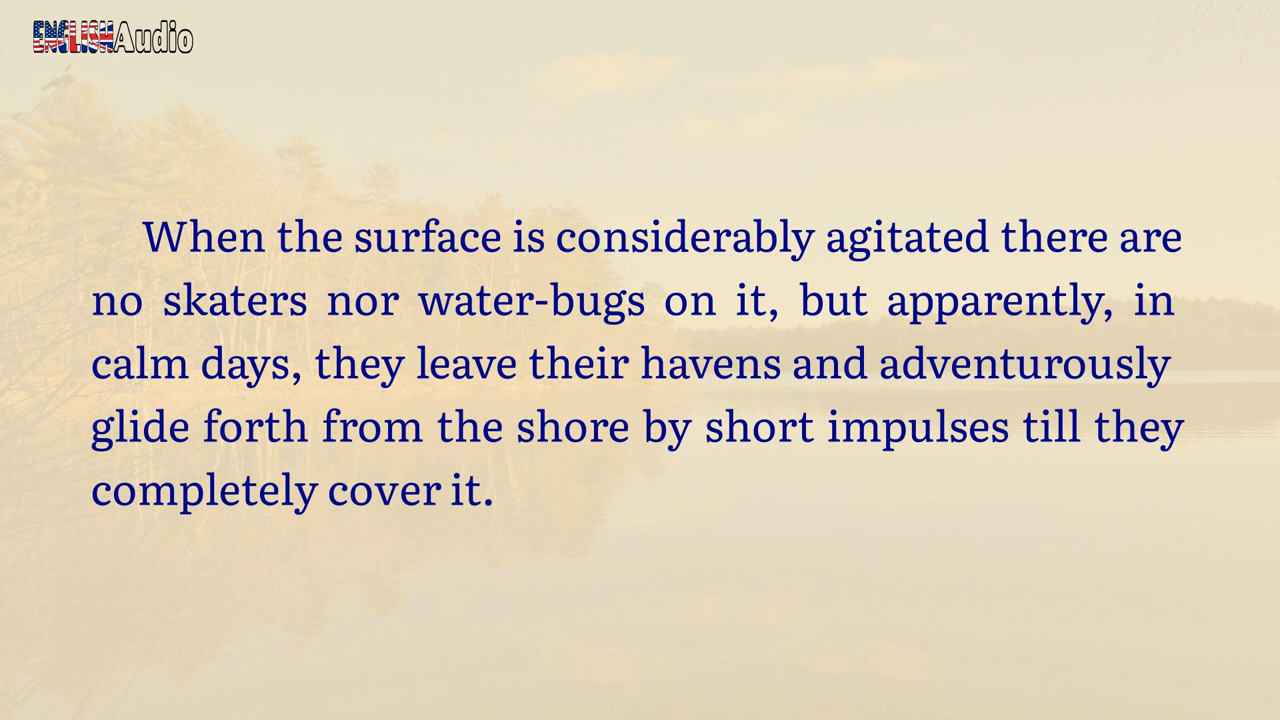 ENGLISHAudio
When the surface is considerably agitated there are
no skaters nor water-bugs on it, but apparently, in
calm days, they leave their havens and adventurously
glide forth from the shore by short impulses till they
completely cover it.